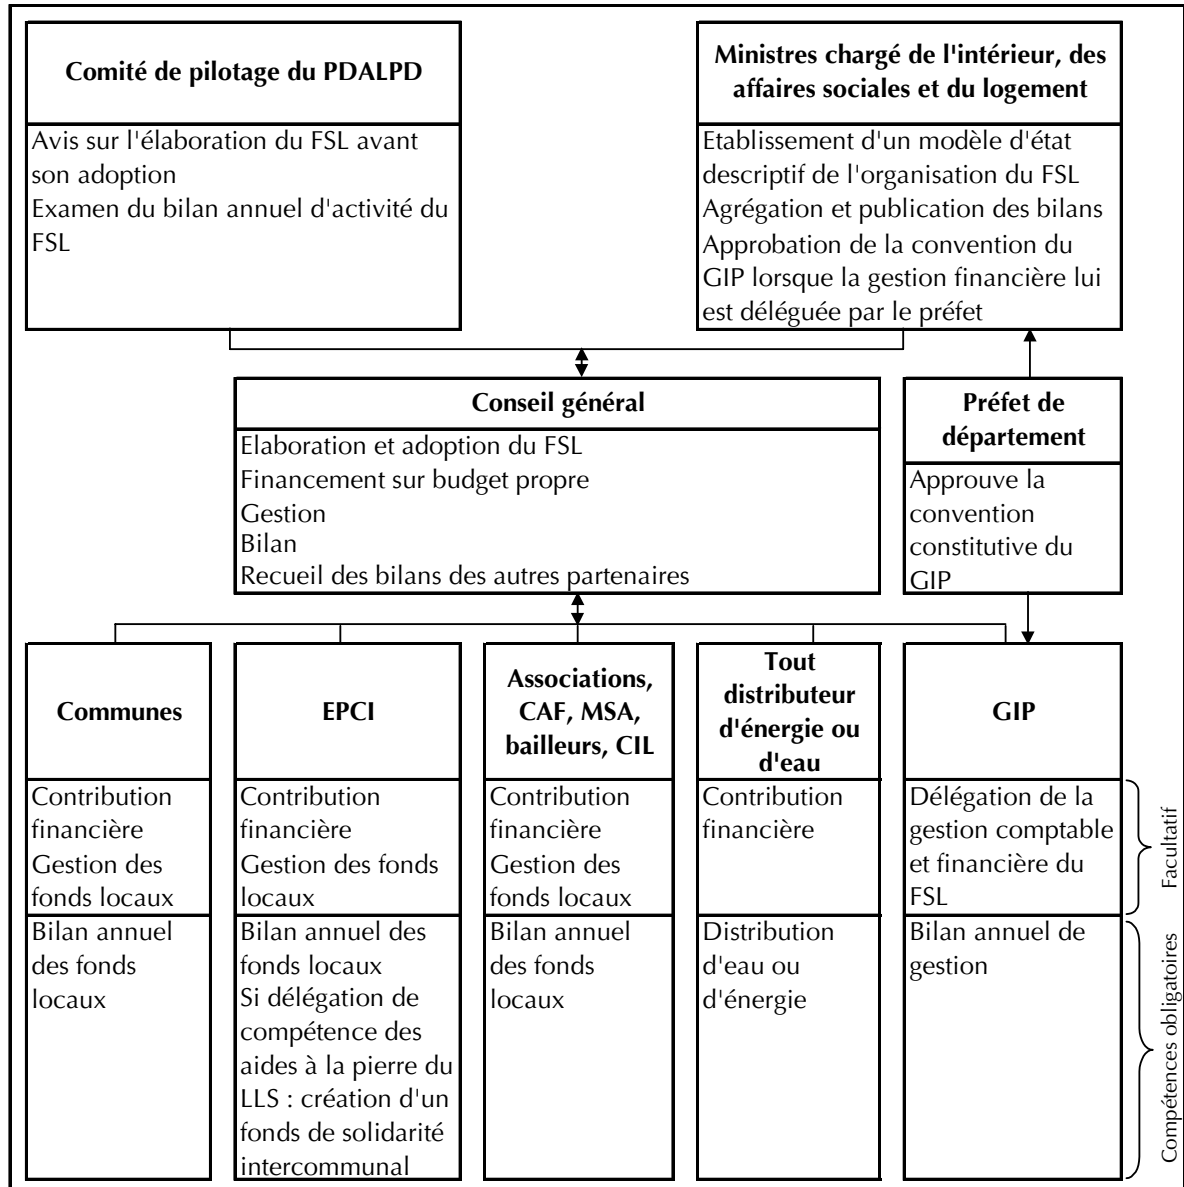 Comité de pilotage du PDALPD
Avis sur l'élaboration du FSL avant
son adoption
Examen du bilan annuel d'activité du
FSL
Ministres chargé de l'intérieur, des
affaires sociales et du logement
Etablissement d'un modèle d'état
descriptif de l'organisation du FSL
Agrégation et publication des bilans
Approbation de la convention du
GIP lorsque la gestion financière lui
est déléguée par le préfet
Conseil général
Elaboration et adoption du FSL
Financement sur budget propre
Gestion
Bilan
Recueil des bilans des autres partenaires
Préfet de
département
Approuve la
convention
constitutive du
GIP
Communes
Contribution
financière
Gestion des
fonds locaux
Bilan annuel
des fonds
locaux
EPCI
Contribution
financière
Gestion des fonds
locaux
Bilan annuel des
fonds locaux
Si délégation de
compétence des
aides à la pierre du
LLS : création d'un
fonds de solidarité
intercommunal
Associations,
CAF, MSA,
bailleurs, CIL
Contribution
financière
Gestion des
fonds locaux
Bilan annuel
des fonds
locaux
Tout
distributeur
d'énergie ou
d'eau
Contribution
financière
Distribution
d'eau ou
d'énergie
GIP
Délégation de la
gestion comptable
et financière du
FSL
Bilan annuel de
gestion
Facultatif
Compétences obligatoires